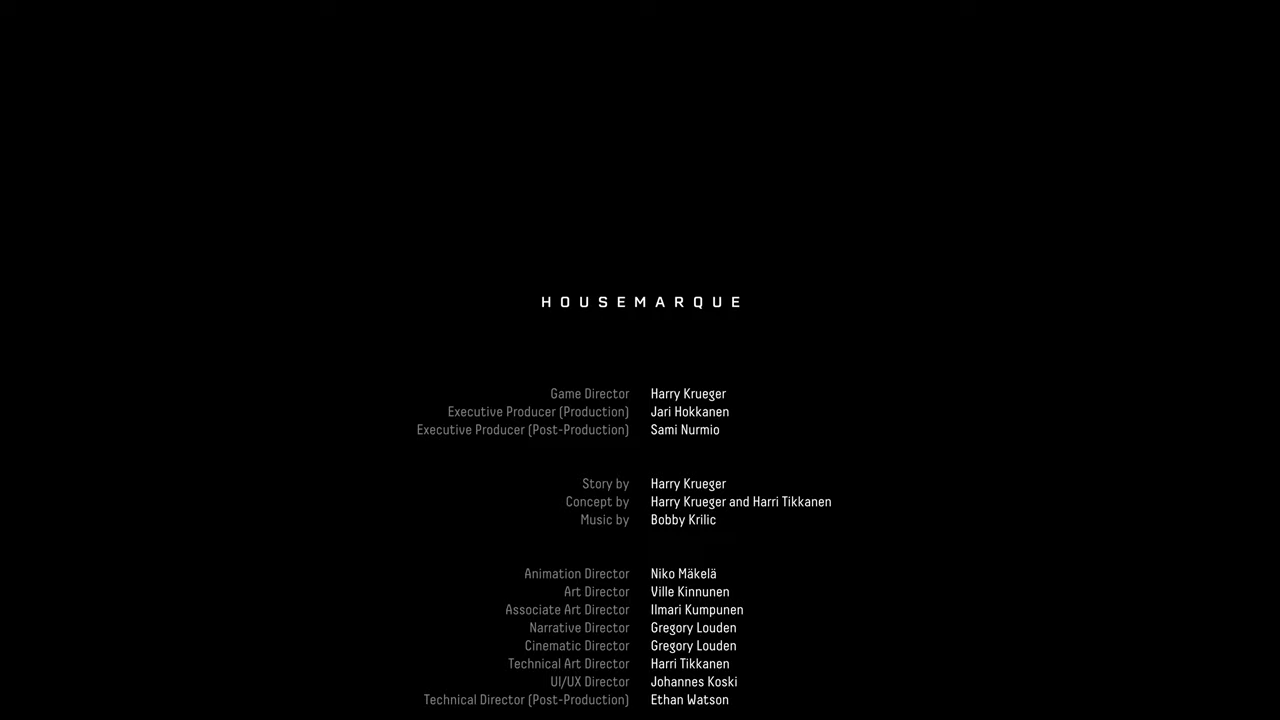 HOUSEMARQUE
Game Director Harry Krueger
Executive Producer (Production) Jari Hokkanen
Executive Producer (Post-Production) Sami Nurmio
Story by Harry Krueger
Concept by Harry Krueger and Harri Tikkanen
Music by Bobby Krilic
Animation Director Niko Mäkelä
Art Director Ville Kinnunen
Associate Art Director Ilmari Kumpunen
Narrative Director Gregory Louden
Cinematic Director Gregory Louden
Technical Art Director Harri Tikkanen
UI/UX Director Johannes Koski
Technical Director (Post-Production) Ethan Watson